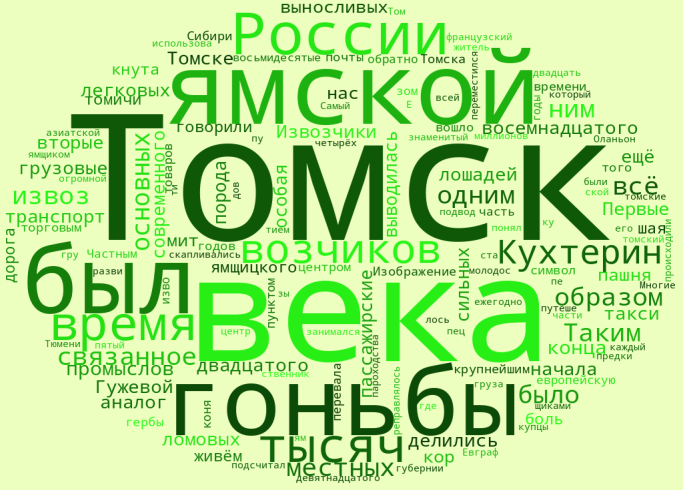 выносливых Том
России
Сибири
французский
использова
житель
Томске восьмидесятые почты обратно Томска
кнута
ямской
двадцать
легковых
нас
зом
всей
переместился
времени
томичи
Самый
Е
годы
который
ним
говорили
пу
Извозчики
знаменитый
вошло
восемнадцатого
азиатской
вторые
четырёх
миллионов
Оланьон
ямщиком
основных
современного
товаров
Томск
выводилась
ещё
грузовые
огромной
ти
порода
дов
особая
лошадей
того
были
всё
извоз
одним
ской
томские
транспорт
подвод часть
Первые
торговым
тием
понял
ку
его
шая
мит
годов
возчиков
томский
происходили
дорога
гру
Частным
скапливались
сильных
ста
Кухтерин
был
разви
ямщицкого
центром
Изображение
молодос
символ
пашня
изво
пунктом
зы
века
пе
Многие
время
пассажирские
ежегодно
образом
путеше
лось
части
такси
центр
занимался
пец
Таким
Тюмени
пятый
связанное
пароходства
конца
каждый
предки
промыслов
двадцатого
ственник
перевала
крупнейшим
начала
Гужевой
гоньбы
груза
европейскую
аналог
коня
реправлялось
где
было
щиками
гербы
боль
купцы
ломовых
ям
тысяч
делились
живём
кор
Евграф
подсчитал
местных
губернии
девятнадцатого